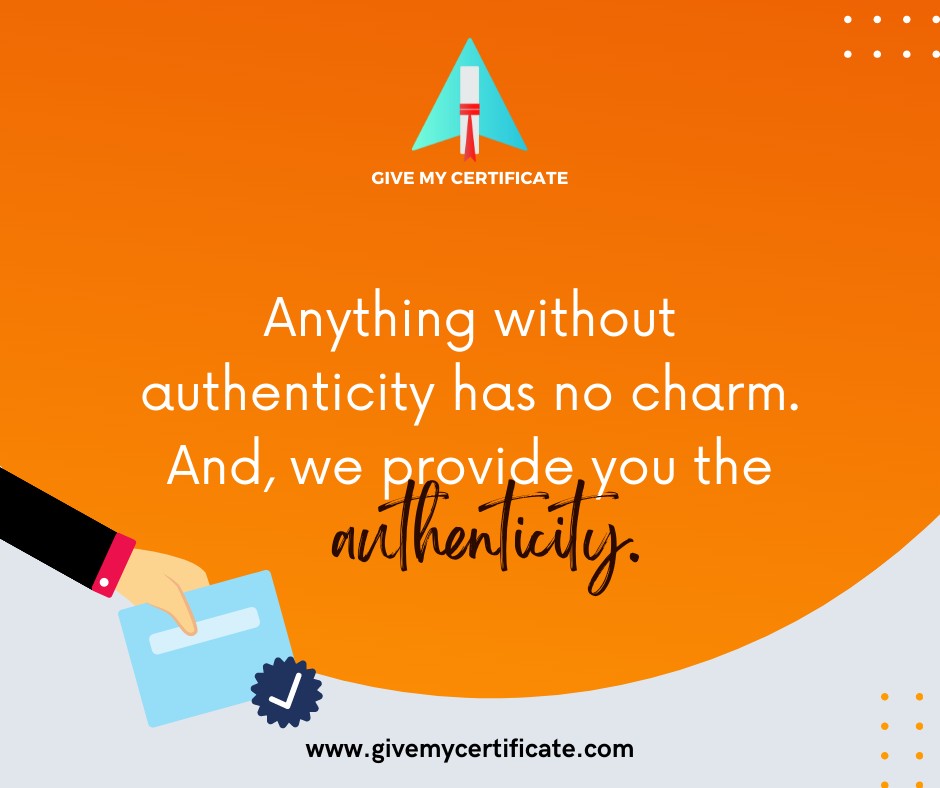 GIVE MY CERTIFICATE
Anything without
authenticity has no charm.
And, we provide you the
authenticity.
www.givemycertificate.com